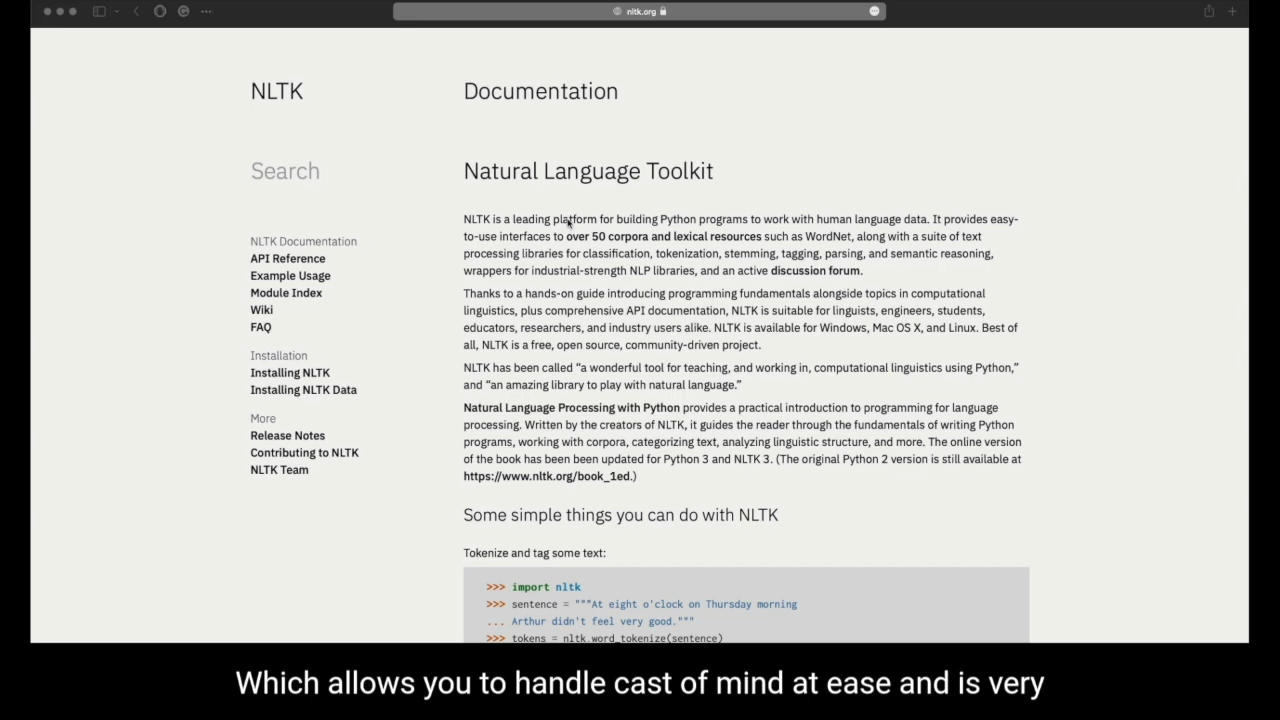 nltk.org
NLTK
Documentation
Search
Natural Language Toolkit
NLTK is a leading platform for building Python programs to work with human language data. It provides easy-
to-use interfaces to over 50 corpora and lexical resources such as WordNet, along with a suite of text
processing libraries for classification, tokenization, stemming, tagging, parsing, and semantic reasoning,
wrappers for industrial-strength NLP libraries, and an active discussion forum.
Thanks to a hands-on guide introducing programming fundamentals alongside topics in computational
linguistics, plus comprehensive API documentation, NLTK is suitable for linguists, engineers, students,
educators, researchers, and industry users alike. NLTK is available for Windows, Mac OS X, and Linux. Best of
all, NLTK is a free, open source, community-driven project.
NLTK has been called “a wonderful tool for teaching, and working in, computational linguistics using Python,”
and “an amazing library to play with natural language.”
Natural Language Processing with Python provides a practical introduction to programming for language
processing. Written by the creators of NLTK, it guides the reader through the fundamentals of writing Python
programs, working with corpora, categorizing text, analyzing linguistic structure, and more. The online version
of the book has been been updated for Python 3 and NLTK 3. (The original Python 2 version is still available at
https://www.nltk.org/book_1ed.)
Some simple things you can do with NLTK
Tokenize and tag some text:
>>> import nltk
>>> sentence = """At eight o'clock on Thursday morning
... Arthur didn't feel very good."""
>>> tokens = nltk.word_tokenize(sentence)
NLTK Documentation
API Reference
Example Usage
Module Index
Wiki
FAQ
Installation
Installing NLTK
Installing NLTK Data
More
Release Notes
Contributing to NLTK
NLTK Team
Which allows you to handle cast of mind at ease and is very